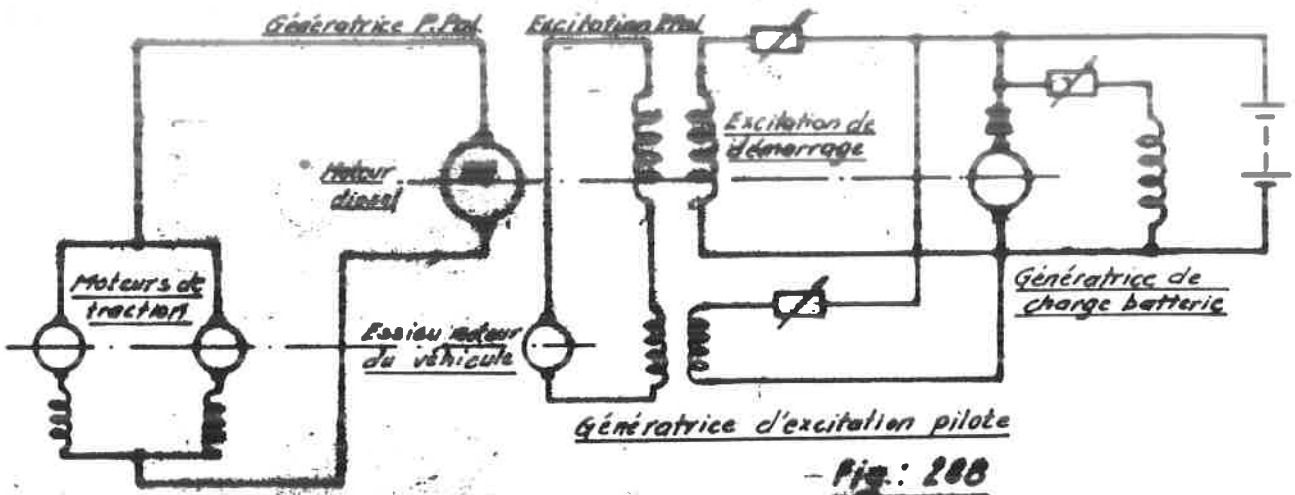 Génératrice P.Pal.
Excitation P.Pal
Excitation de
démarrage
Moteur
diesel
Moteurs de
traction
Essieu moteur
du véhicule
Génératrice de
charge batterie
Génératrice d'excitation pilote
- Fig.: 288